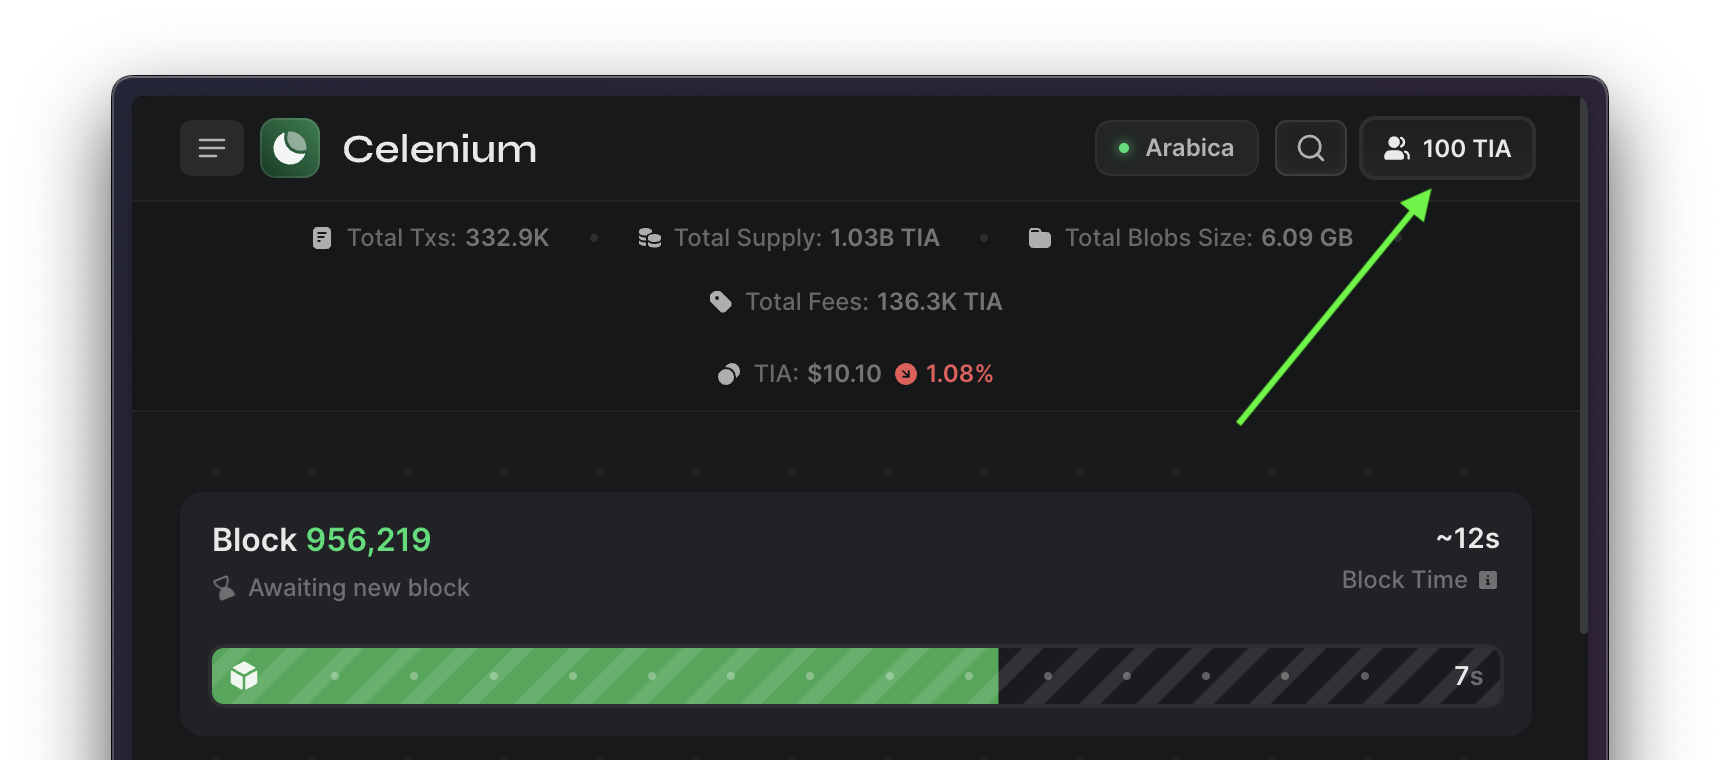 Celenium
Arabica
100 TIA
Total Txs: 332.9K
Total Supply: 1.03B TIA
Total Blobs Size: 6.09 GB
Total Fees: 136.3K TIA
TIA: $10.10 1.08%
Block 956,219
~12s
Awaiting new block
Block Time
7s